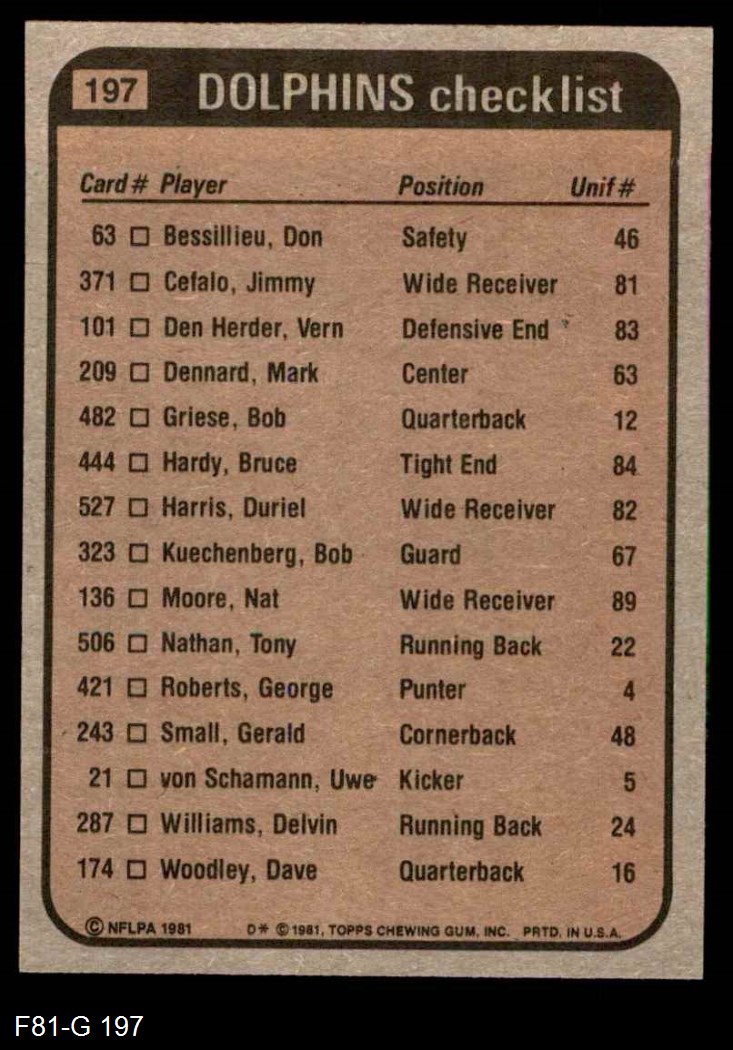 197 DOLPHINS checklist
Card # Player Position Unif #
63 □ Bessillieu, Don Safety 46
371 □ Cefalo, Jimmy Wide Receiver 81
101 □ Den Herder, Vern Defensive End 83
209 □ Dennard, Mark Center 63
482 □ Griese, Bob Quarterback 12
444 □ Hardy, Bruce Tight End 84
527 □ Harris, Duriel Wide Receiver 82
323 □ Kuechenberg, Bob Guard 67
136 □ Moore, Nat Wide Receiver 89
506 □ Nathan, Tony Running Back 22
421 □ Roberts, George Punter 4
243 □ Small, Gerald Cornerback 48
21 □ von Schamann, Uwe Kicker 5
287 □ Williams, Delvin Running Back 24
174 □ Woodley, Dave Quarterback 16
© NFLPA 1981 D* © 1981, TOPPS CHEWING GUM, INC. PRTD. IN U.S.A.
F81-G 197